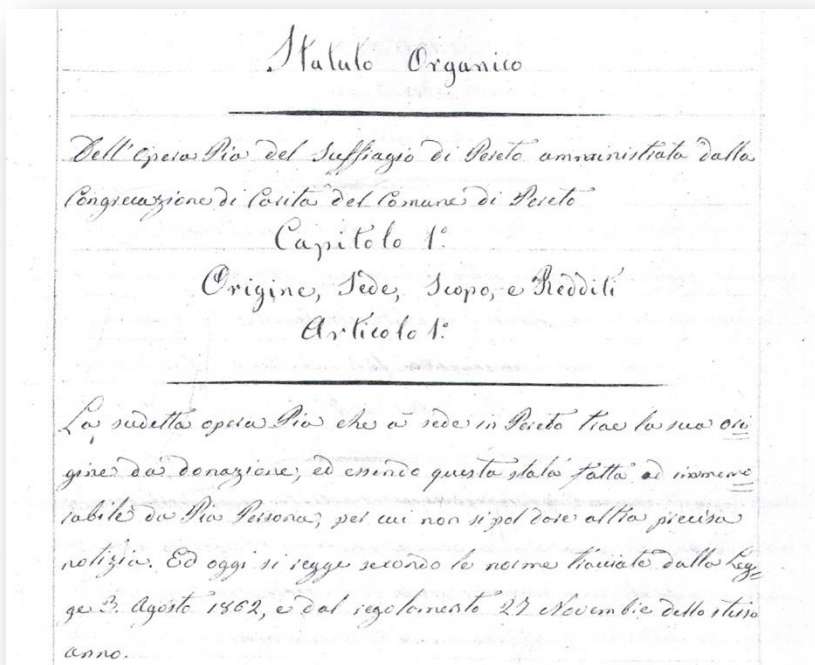 Statuto Organico
Dell'Opera Pia del Suffragio di Pereto amministrata dalla
Congregazione di Carità del Comune di Pereto
Capitolo 1.°
Origine, Sede, Scopo, e Redditi
Articolo 1.°
La sudetta opera Pia che à sede in Pereto trae la sua ori
gine da donazione, ed essendo questa stata fatta ad immemo
rabile da Pia Persona, per cui non si pol dare altra precisa
notizia. Ed oggi si regge secondo le norme tracciate dalla Leg
ge 3. Agosto 1862, e dal regolamento 27 Novembre dello stesso
anno.